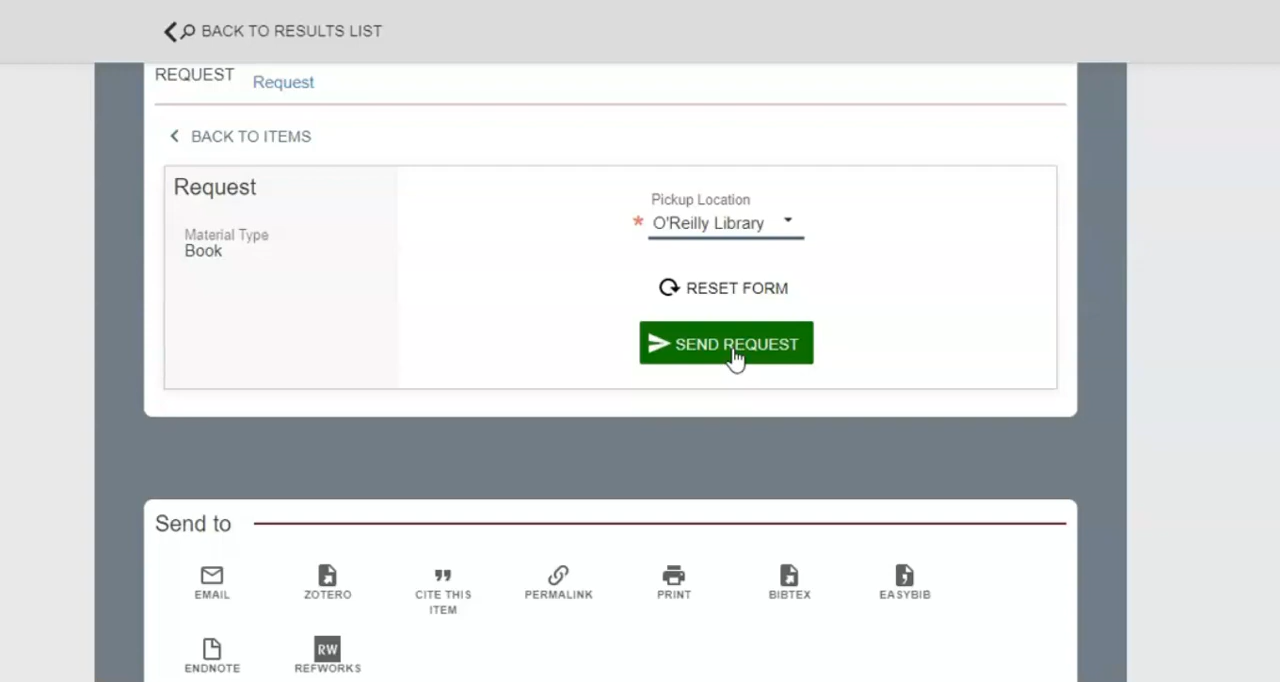 BACK TO RESULTS LIST
REQUEST Request
BACK TO ITEMS
Request
Material Type
Book
Pickup Location
* O'Reilly Library
RESET FORM
SEND REQUEST
Send to
EMAIL
ZOTERO
CITE THIS
ITEM
PERMALINK
PRINT
BIBTEX
EASYBIB
ENDNOTE
RW
REFWORKS